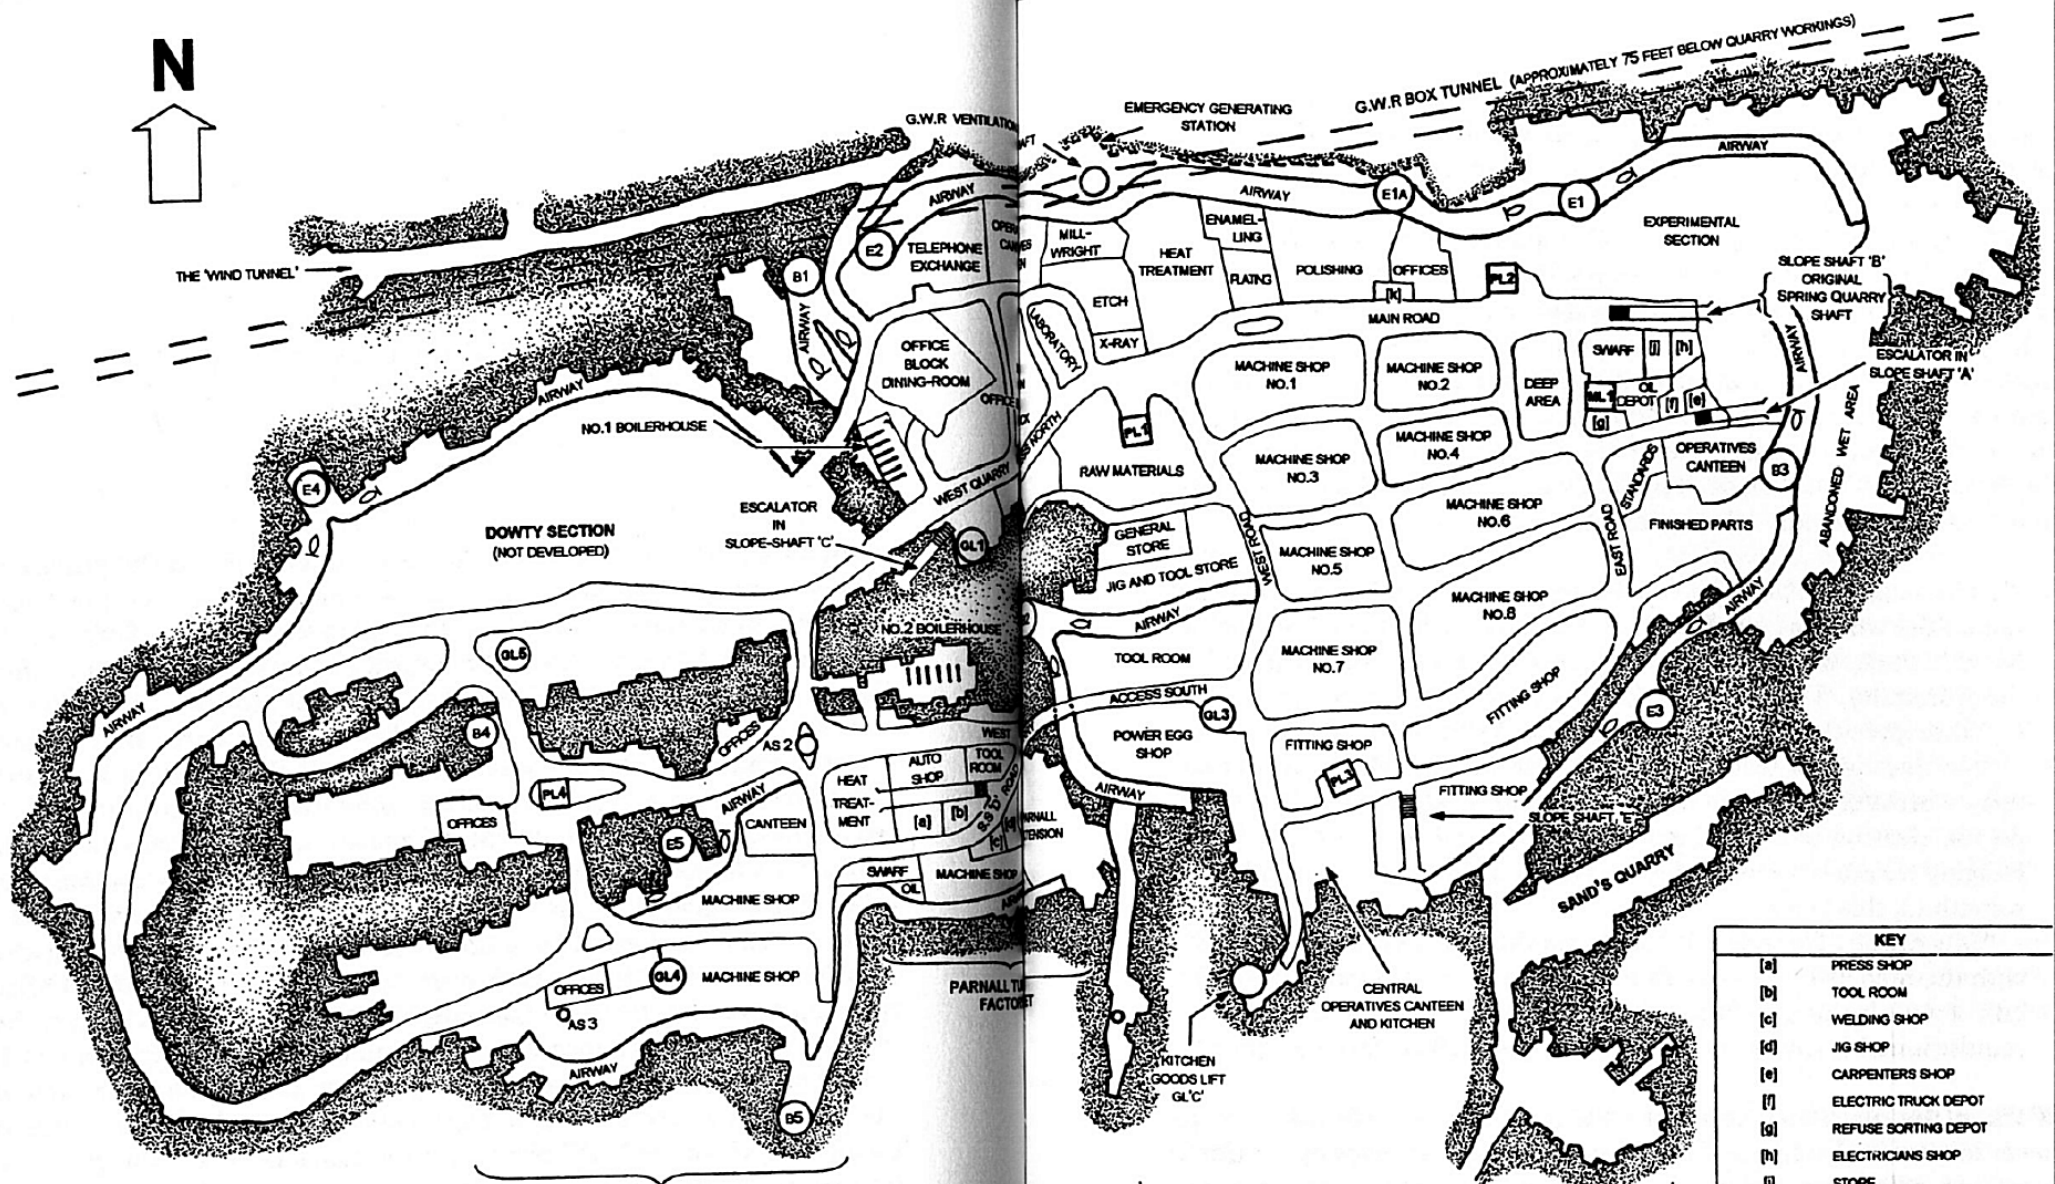 N
G.W.R VENTILATION
AFT
EMERGENCY GENERATING
STATION
G.W.R BOX TUNNEL (APPROXIMATELY 75 FEET BELOW QUARRY WORKINGS)
THE 'WIND TUNNEL'
AIRWAY
AIRWAY
AIRWAY
E1A
E1
E2
B1
EXPERIMENTAL
SECTION
TELEPHONE
EXCHANGE
MILL-
WRIGHT
ENAMEL-
LING
HEAT
TREATMENT
PLATING
POLISHING
OFFICES
[k]
PL2
ETCH
X-RAY
LABORATORY
MAIN ROAD
SLOPE SHAFT 'B'
ORIGINAL
SPRING QUARRY
SHAFT
AIRWAY
ESCALATOR IN
SLOPE SHAFT 'A'
AIRWAY
OFFICE
BLOCK
DINING-ROOM
MACHINE SHOP
NO.1
MACHINE SHOP
NO.2
DEEP
AREA
SWARF
[j]
[h]
OIL
DEPOT
ML1
[f]
[e]
[g]
AIRWAY
NO.1 BOILERHOUSE
PL1
RAW MATERIALS
MACHINE SHOP
NO.3
MACHINE SHOP
NO.4
STANDARDS
OPERATIVES
CANTEEN
B3
ABANDONED WET AREA
E4
WEST QUARRY
ESCALATOR
IN
SLOPE-SHAFT 'C'
GL1
DOWTY SECTION
(NOT DEVELOPED)
GENERAL
STORE
JIG AND TOOL STORE
WEST ROAD
MACHINE SHOP
NO.5
MACHINE SHOP
NO.6
EAST ROAD
FINISHED PARTS
AIRWAY
NO.2 BOILERHOUSE
AIRWAY
TOOL ROOM
MACHINE SHOP
NO.7
MACHINE SHOP
NO.8
GL5
AIRWAY
B4
OFFICES
AS 2
WEST
ACCESS SOUTH
GL3
POWER EGG
SHOP
FITTING SHOP
FITTING SHOP
E3
PL3
FITTING SHOP
SLOPE SHAFT 'E'
HEAT
TREAT-
MENT
AUTO
SHOP
TOOL
ROOM
[a]
[b]
[c]
[d]
AIRWAY
PL4
OFFICES
AIRWAY
CANTEEN
E5
SWARF
OIL
MACHINE SHOP
MACHINE SHOP
SAND'S QUARRY
OFFICES
GL4
MACHINE SHOP
AS 3
AIRWAY
B5
CENTRAL
OPERATIVES CANTEEN
AND KITCHEN
KITCHEN
GOODS LIFT
GL'C'
KEY
[a] PRESS SHOP
[b] TOOL ROOM
[c] WELDING SHOP
[d] JIG SHOP
[e] CARPENTERS SHOP
[f] ELECTRIC TRUCK DEPOT
[g] REFUSE SORTING DEPOT
[h] ELECTRICIANS SHOP
[j] STORE